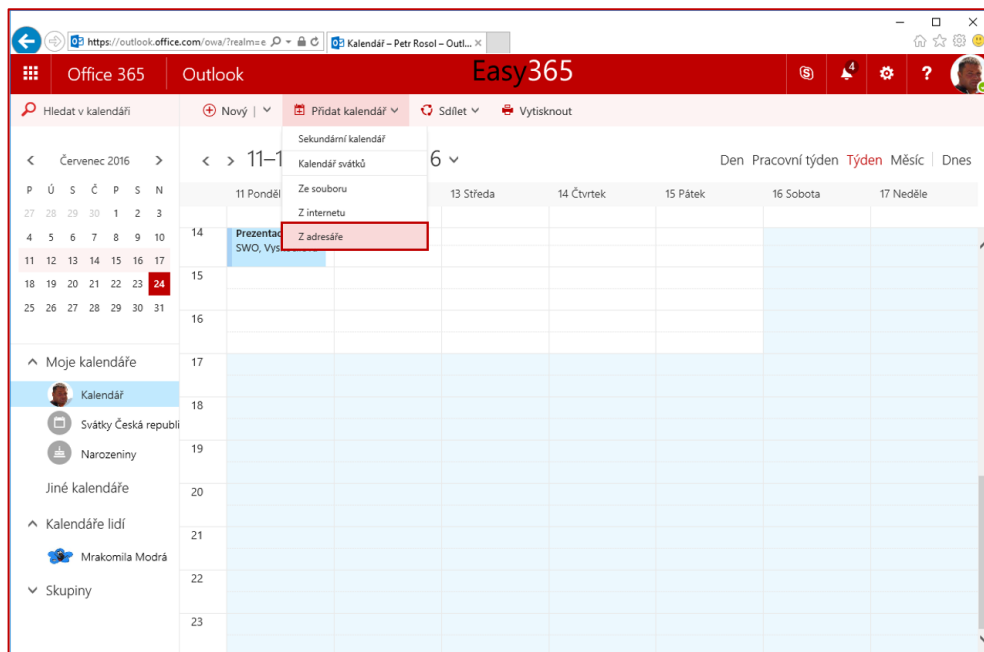 https://outlook.office.com/owa/?realm=e
Kalendář – Petr Rosol – Outl... ×
Office 365
Outlook
Easy365
4
?
Hledat v kalendáři
Nový
Přidat kalendář
Sdílet
Vytisknout
Sekundární kalendář
Kalendář svátků
Ze souboru
Z internetu
Z adresáře
Červenec 2016
P Ú S Č P S N
27 28 29 30 1 2 3
4 5 6 7 8 9 10
11 12 13 14 15 16 17
18 19 20 21 22 23 24
25 26 27 28 29 30 31
11–1
6
Den Pracovní týden Týden Měsíc Dnes
11 Ponděl
13 Středa
14 Čtvrtek
15 Pátek
16 Sobota
17 Neděle
14
Prezentac
SWO, Vys
15
16
17
18
19
20
21
22
23
Moje kalendáře
Kalendář
Svátky Česká republi
Narozeniny
Jiné kalendáře
Kalendáře lidí
Mrakomila Modrá
Skupiny